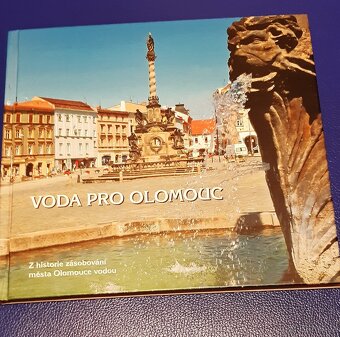 VODA PRO OLOMOUC
Z historie zásobování
města Olomouce vodou